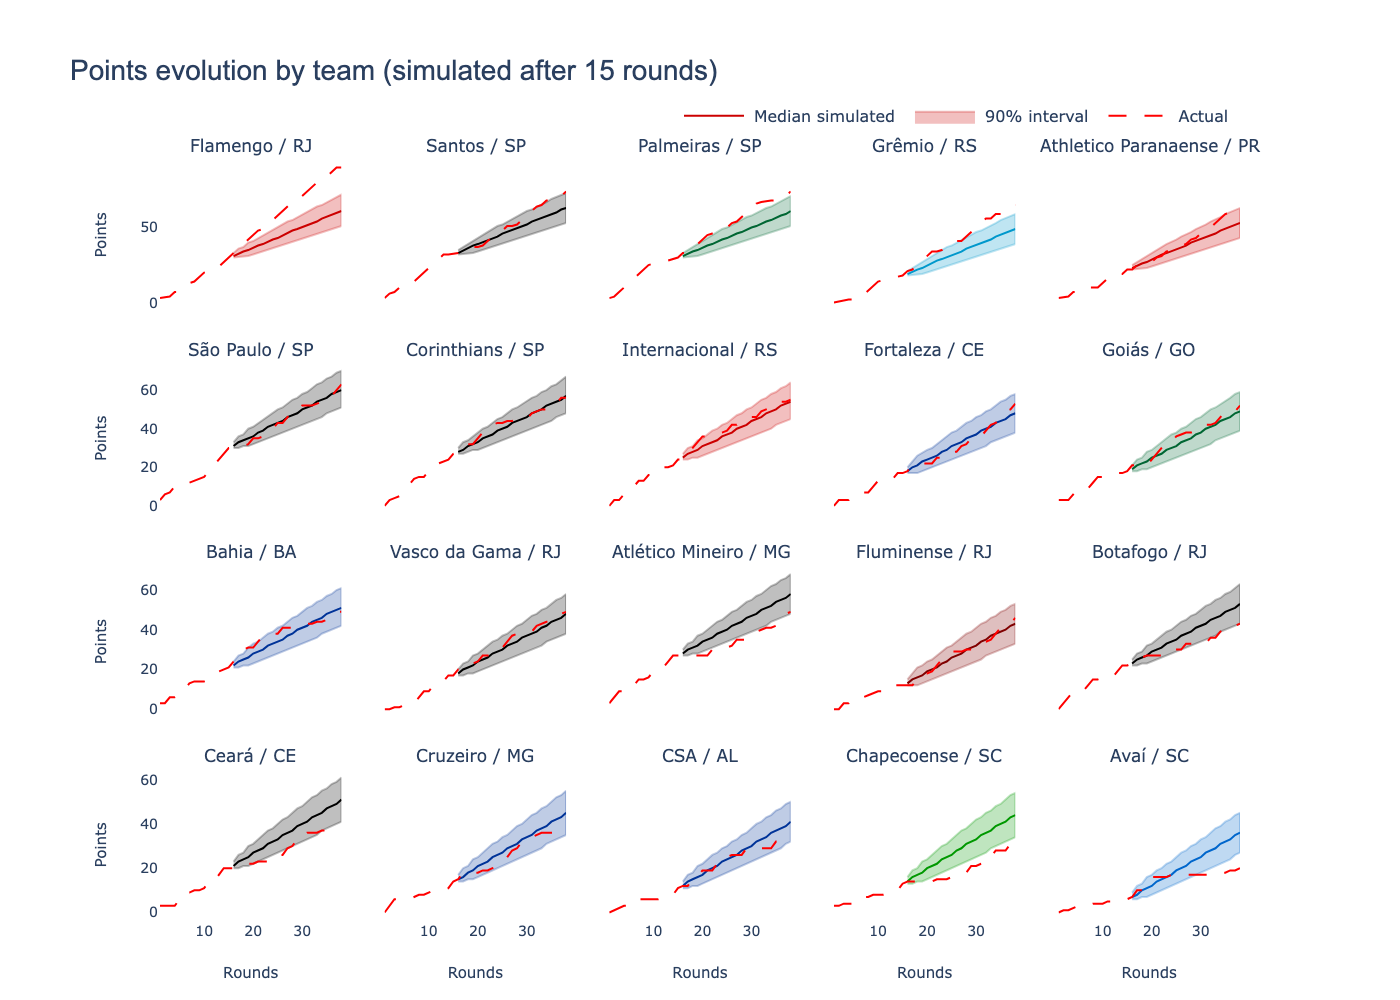 Points evolution by team (simulated after 15 rounds)
Median simulated 90% interval Actual
Flamengo / RJ Santos / SP Palmeiras / SP Grêmio / RS Athletico Paranaense / PR
Points
50
0
São Paulo / SP Corinthians / SP Internacional / RS Fortaleza / CE Goiás / GO
Points
60
40
20
0
Bahia / BA Vasco da Gama / RJ Atlético Mineiro / MG Fluminense / RJ Botafogo / RJ
Points
60
40
20
0
Ceará / CE Cruzeiro / MG CSA / AL Chapecoense / SC Avaí / SC
Points
60
40
20
0
10 20 30 10 20 30 10 20 30 10 20 30 10 20 30
Rounds Rounds Rounds Rounds Rounds